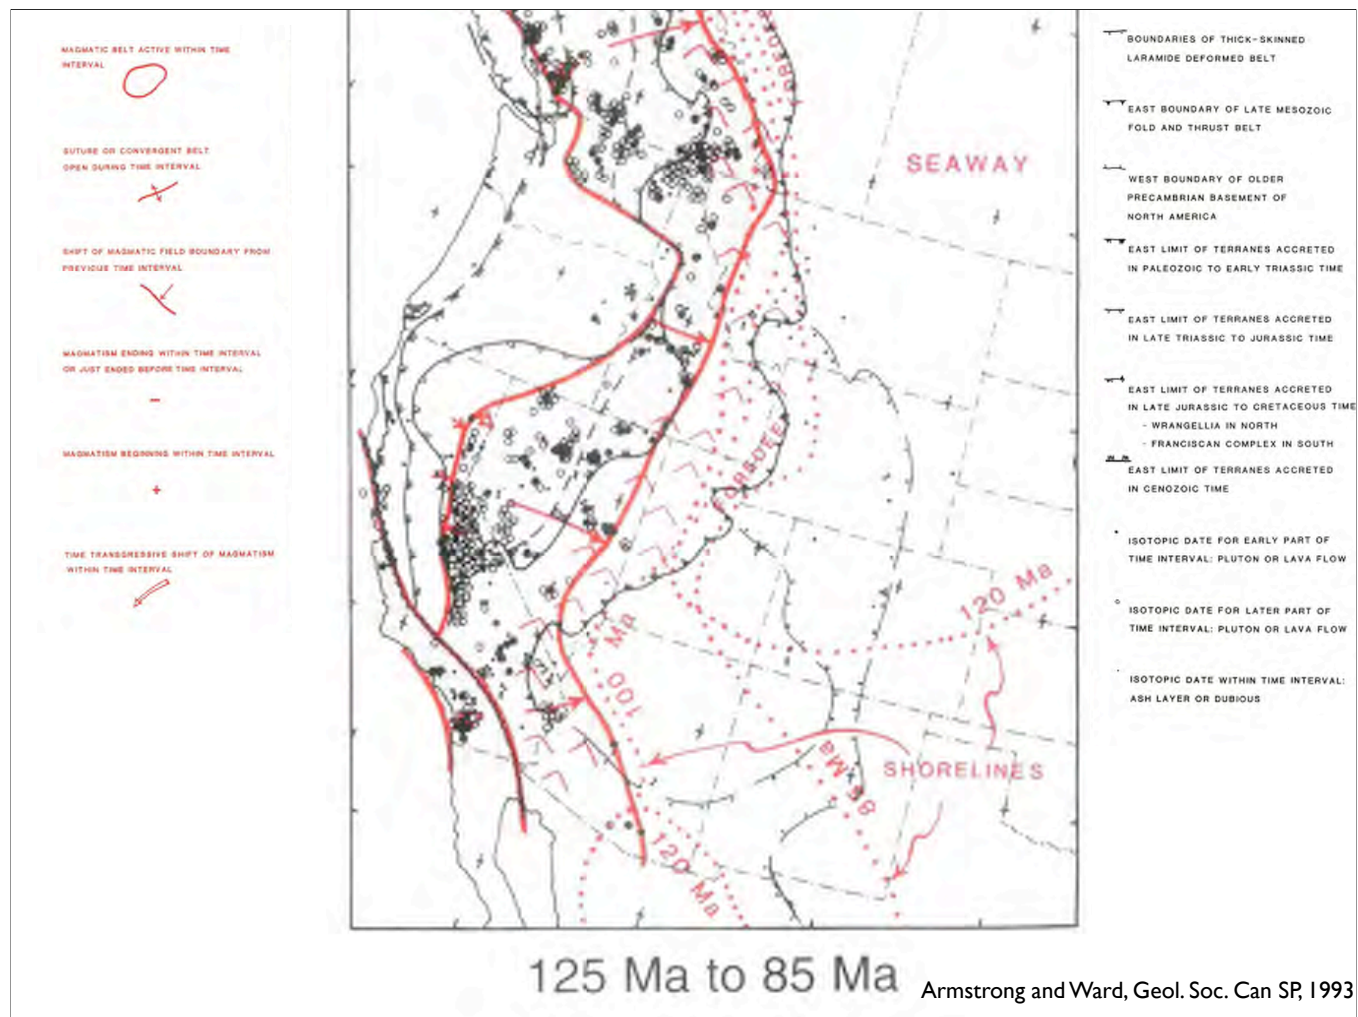 MAGMATIC BELT ACTIVE WITHIN TIME
INTERVAL
SUTURE OR CONVERGENT BELT
OPEN DURING TIME INTERVAL
SHIFT OF MAGMATIC FIELD BOUNDARY FROM
PREVIOUS TIME INTERVAL
MAGMATISM ENDING WITHIN TIME INTERVAL
OR JUST ENDED BEFORE TIME INTERVAL
MAGMATISM BEGINNING WITHIN TIME INTERVAL
TIME TRANSGRESSIVE SHIFT OF MAGMATISM
WITHIN TIME INTERVAL
SEAWAY
120 Ma
100 Ma
SHORELINES
85 Ma
120 Ma
125 Ma to 85 Ma
BOUNDARIES OF THICK-SKINNED
LARAMIDE DEFORMED BELT
EAST BOUNDARY OF LATE MESOZOIC
FOLD AND THRUST BELT
WEST BOUNDARY OF OLDER
PRECAMBRIAN BASEMENT OF
NORTH AMERICA
EAST LIMIT OF TERRANES ACCRETED
IN PALEOZOIC TO EARLY TRIASSIC TIME
EAST LIMIT OF TERRANES ACCRETED
IN LATE TRIASSIC TO JURASSIC TIME
EAST LIMIT OF TERRANES ACCRETED
IN LATE JURASSIC TO CRETACEOUS TIME
- WRANGELLIA IN NORTH
- FRANCISCAN COMPLEX IN SOUTH
EAST LIMIT OF TERRANES ACCRETED
IN CENOZOIC TIME
ISOTOPIC DATE FOR EARLY PART OF
TIME INTERVAL: PLUTON OR LAVA FLOW
ISOTOPIC DATE FOR LATER PART OF
TIME INTERVAL: PLUTON OR LAVA FLOW
ISOTOPIC DATE WITHIN TIME INTERVAL:
ASH LAYER OR DUBIOUS
Armstrong and Ward, Geol. Soc. Can SP, 1993